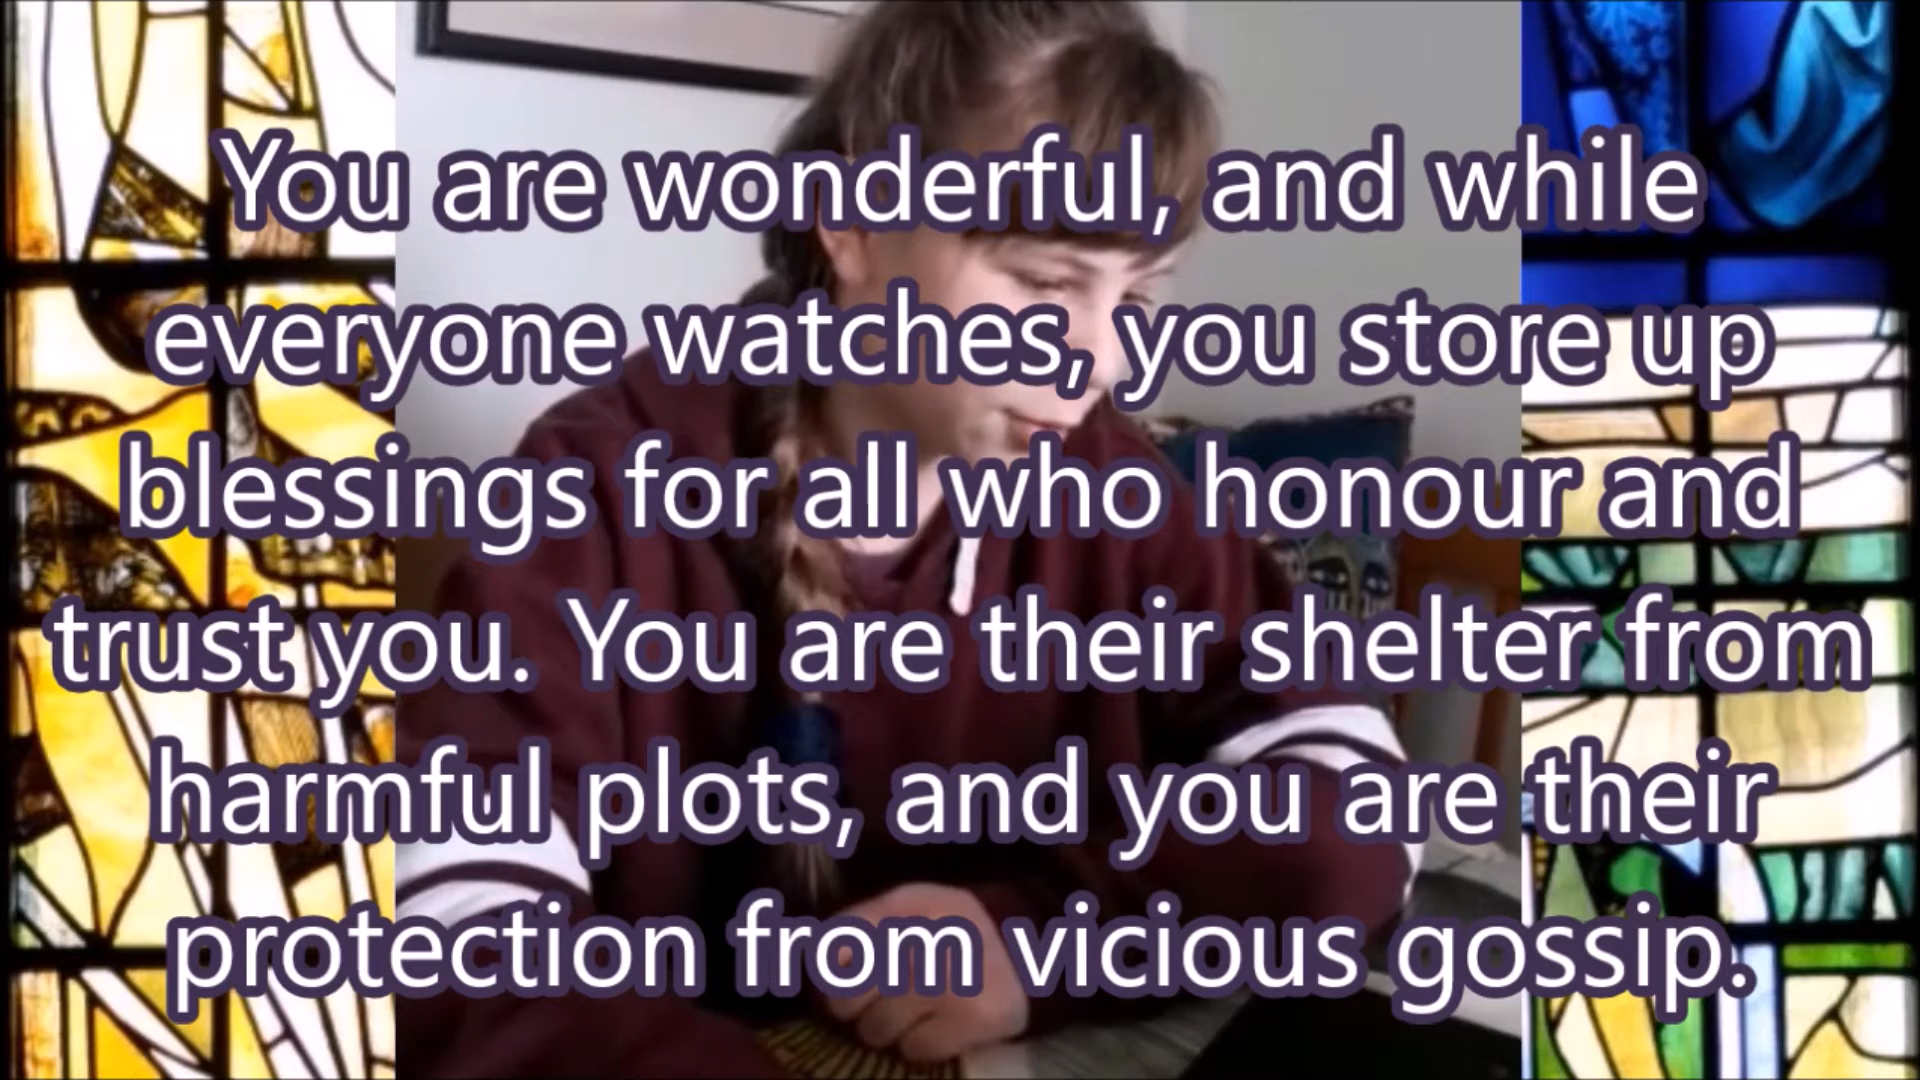 You are wonderful, and while
everyone watches, you store up
blessings for all who honour and
trust you. You are their shelter from
harmful plots, and you are their
protection from vicious gossip.